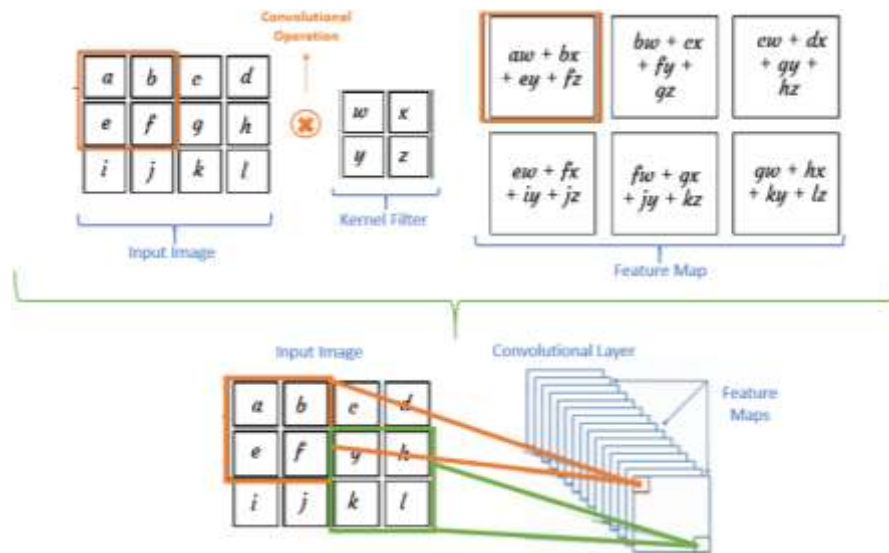 Convolutional
Operation
a b c d
e f g h
i j k l
Input Image
w x
y z
Kernel Filter
aw + bx
+ ey + fz
bw + cx
+ fy +
gz
cw + dx
+ gy +
hz
ew + fx
+ iy + jz
fw + gx
+ jy + kz
gw + hx
+ ky + lz
Feature Map
Input Image
a b c d
e f g h
i j k l
Convolutional Layer
Feature
Maps